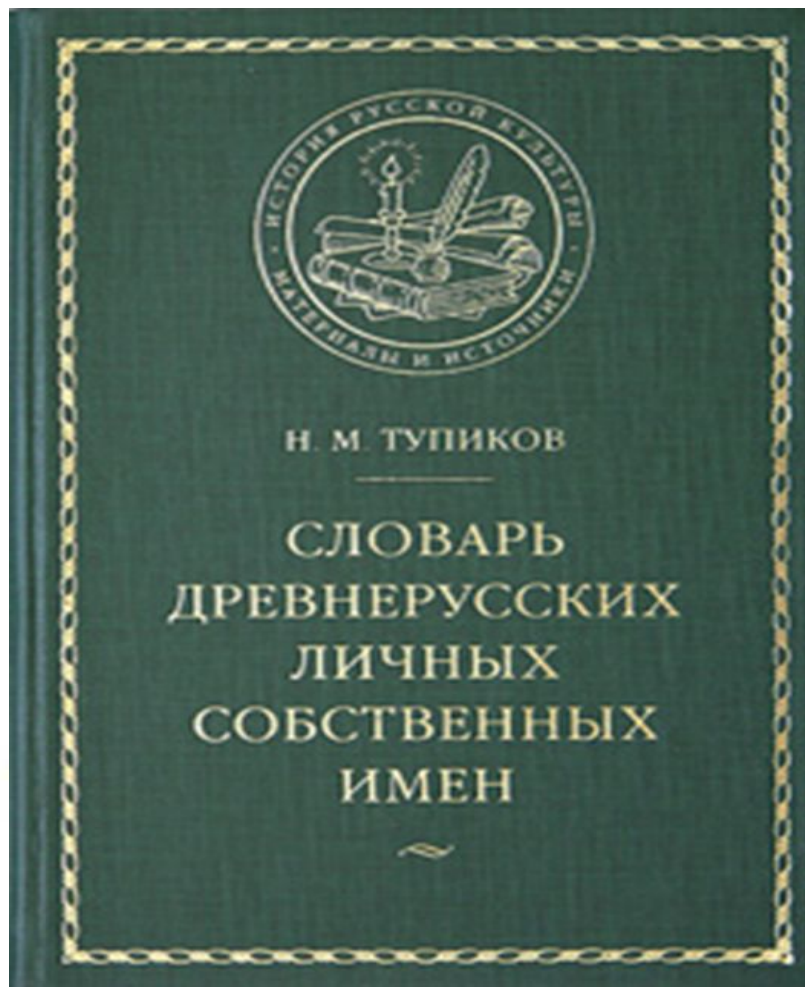 ИСТОРИЯ РУССКОЙ КУЛЬТУРЫ
МАТЕРИАЛЫ И ИСТОЧНИКИ
Н. М. ТУПИКОВ
СЛОВАРЬ
ДРЕВНЕРУССКИХ
ЛИЧНЫХ
СОБСТВЕННЫХ
ИМЕН